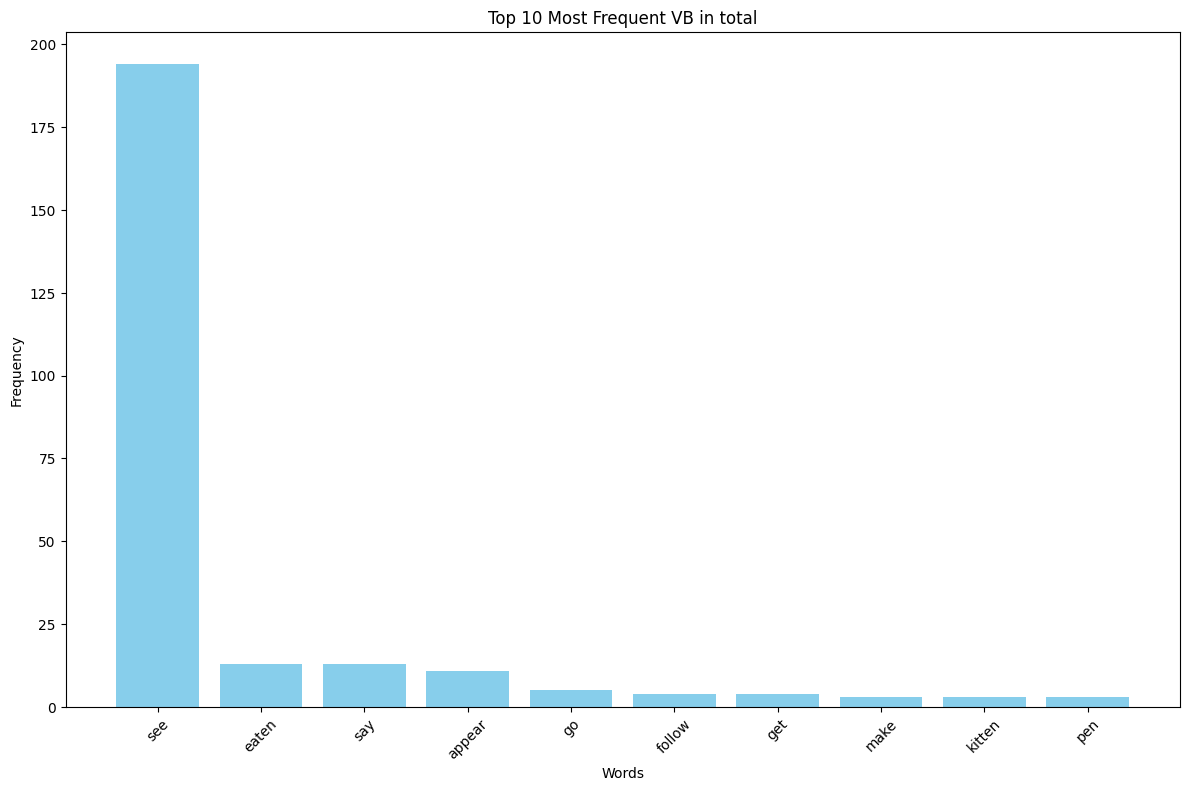 Top 10 Most Frequent VB in total
200
175
150
125
100
75
50
25
0
Frequency
see
eaten
say
appear
go
follow
get
make
kitten
pen
Words